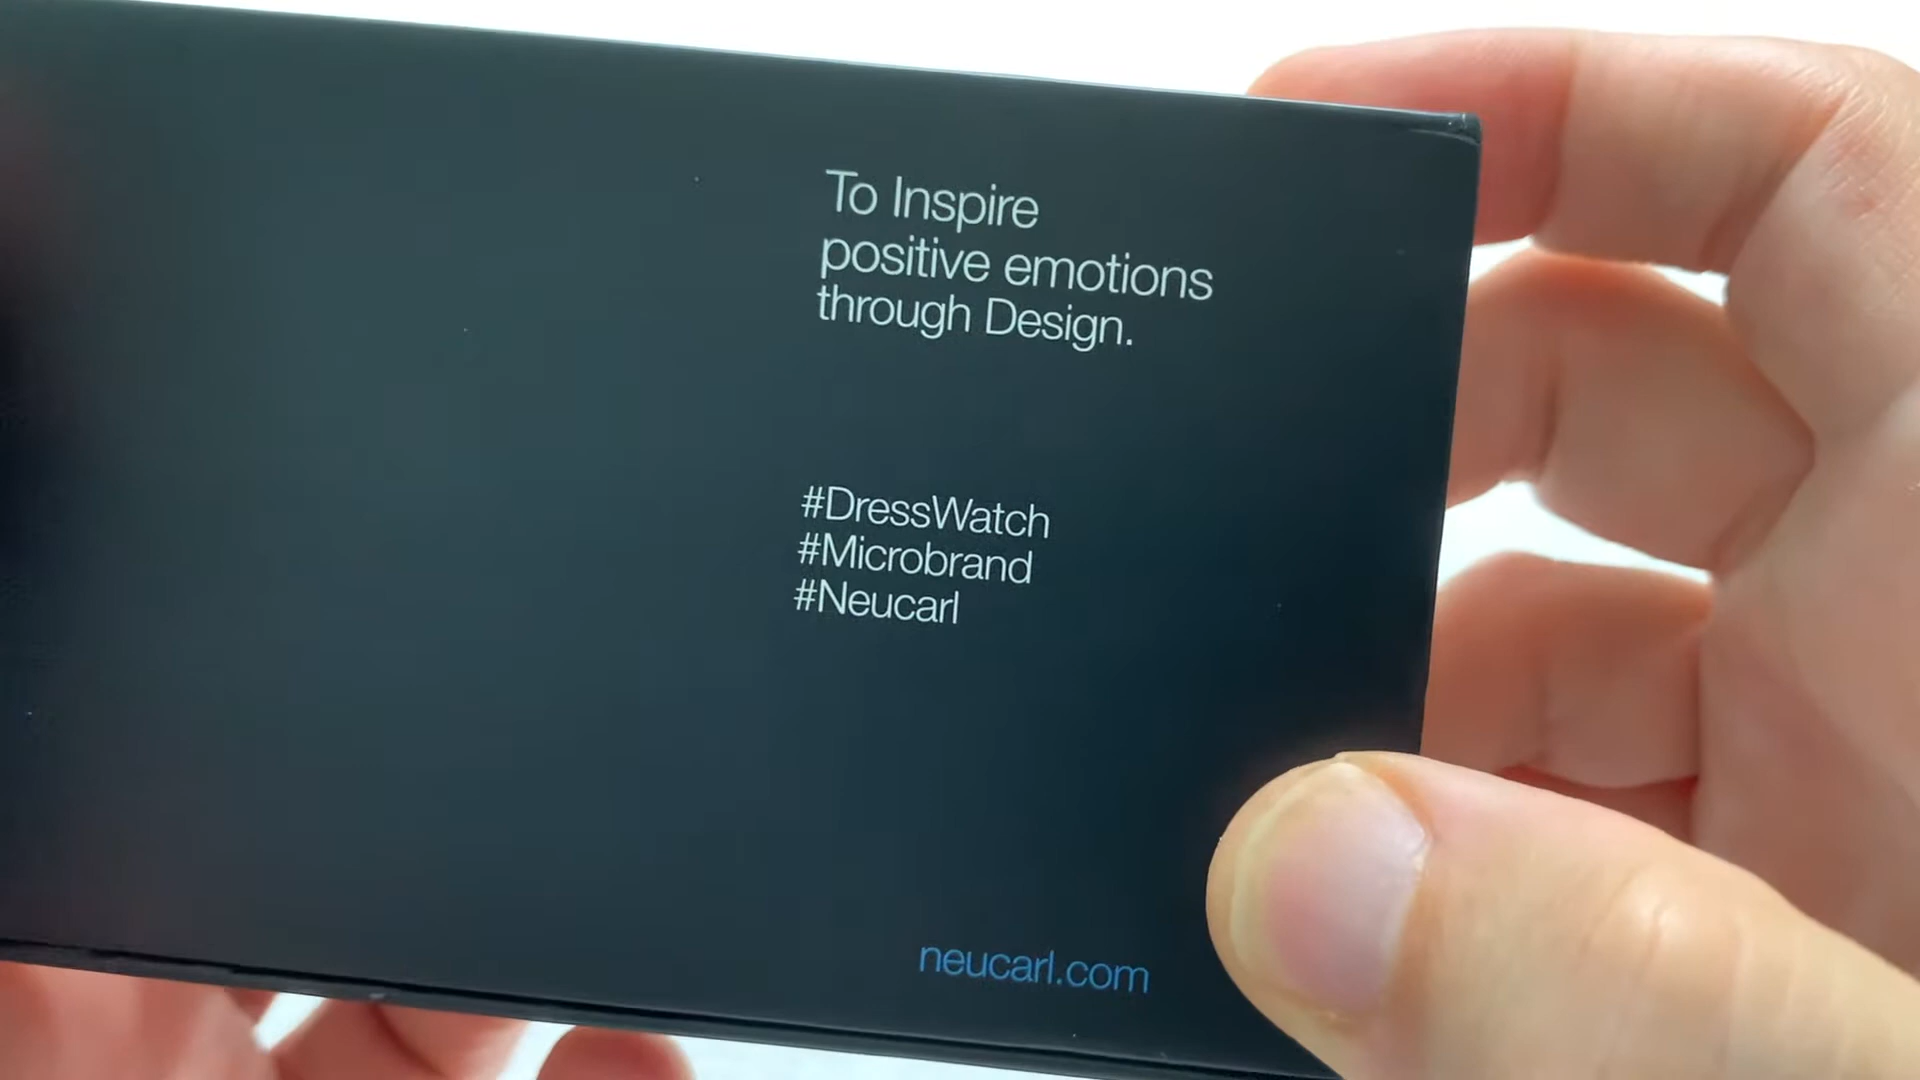 To Inspire
positive emotions
through Design.
#DressWatch
#Microbrand
#Neucarl
neucarl.com